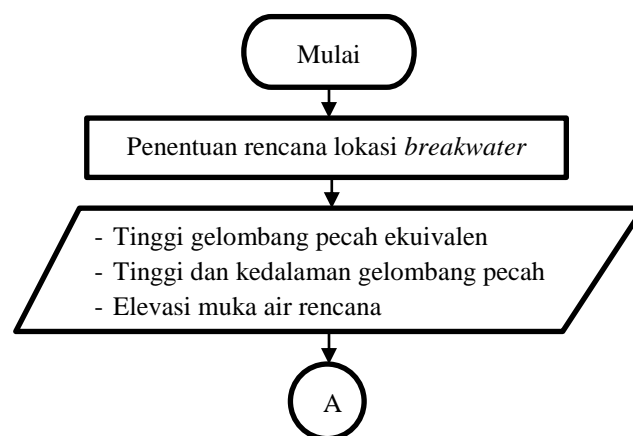 Mulai
Penentuan rencana lokasi breakwater
- Tinggi gelombang pecah ekuivalen
- Tinggi dan kedalaman gelombang pecah
- Elevasi muka air rencana
A